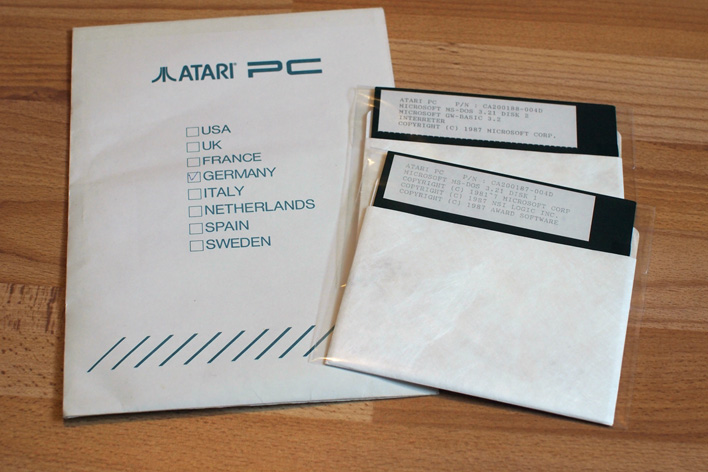 ATARI PC
USA
UK
FRANCE
GERMANY
ITALY
NETHERLANDS
SPAIN
SWEDEN
ATARI PC P/N : CA200188-004D
MICROSOFT MS-DOS 3.21 DISK 2
MICROSOFT GW-BASIC 3.2
INTERRETER
COPYRIGHT (C) 1987 MICROSOFT CORP.
ATARI PC P/N : CA200187-004D
MICROSOFT MS-DOS 3.21 DISK 1
COPYRIGHT (C) 1981'7 MICROSOFT CORP
COPYRIGHT (C) 1987 NSI LOGIC INC.
COPYRIGHT (C) 1987 AWARD SOFTWARE